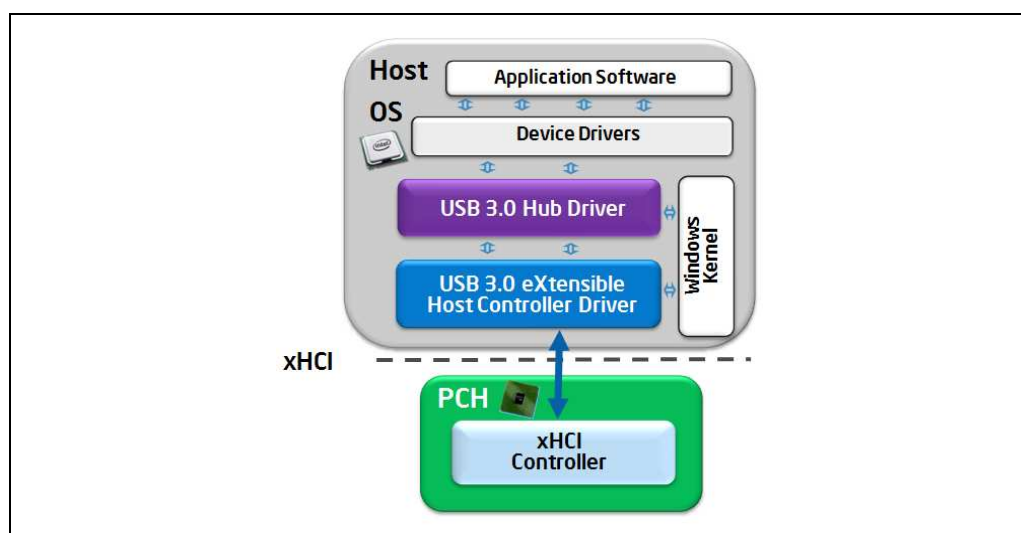 Host
Application Software
OS
Device Drivers
USB 3.0 Hub Driver
Windows
Kernel
USB 3.0 eXtensible
Host Controller Driver
xHCI
PCH
xHCI
Controller